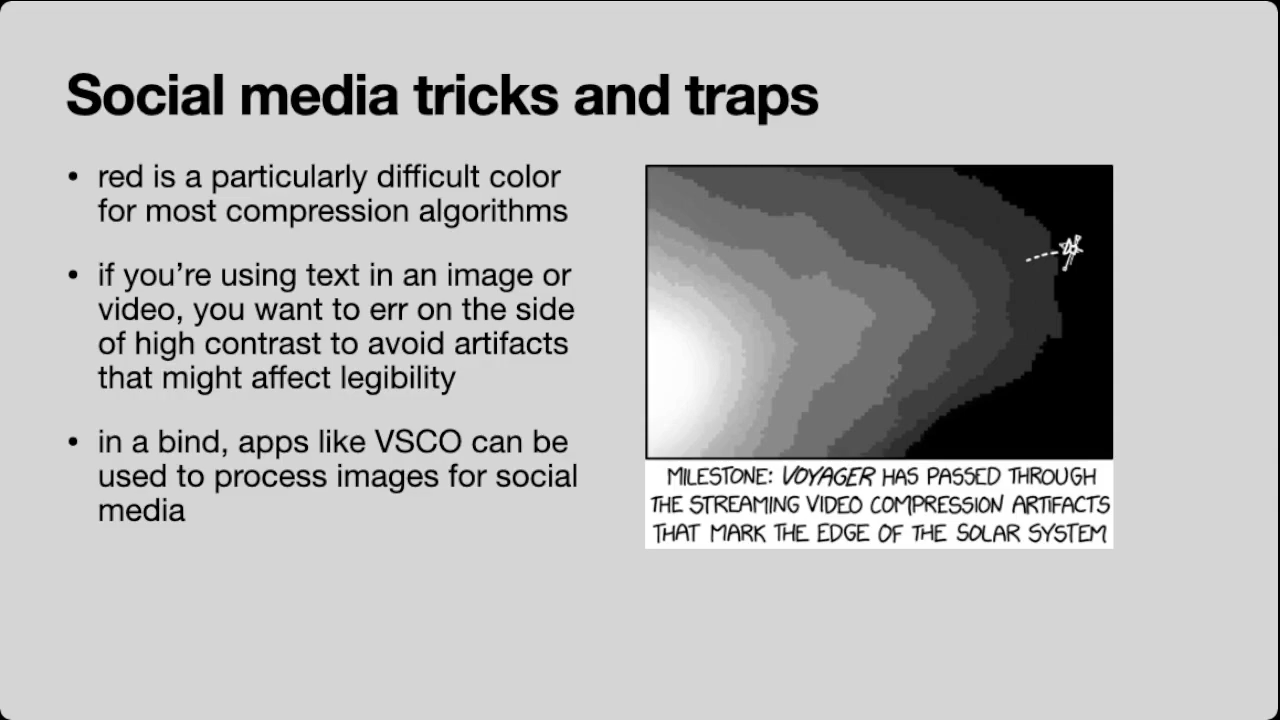 Social media tricks and traps
• red is a particularly difficult color
for most compression algorithms
• if you’re using text in an image or
video, you want to err on the side
of high contrast to avoid artifacts
that might affect legibility
• in a bind, apps like VSCO can be
used to process images for social
media
MILESTONE: VOYAGER HAS PASSED THROUGH
THE STREAMING VIDEO COMPRESSION ARTIFACTS
THAT MARK THE EDGE OF THE SOLAR SYSTEM